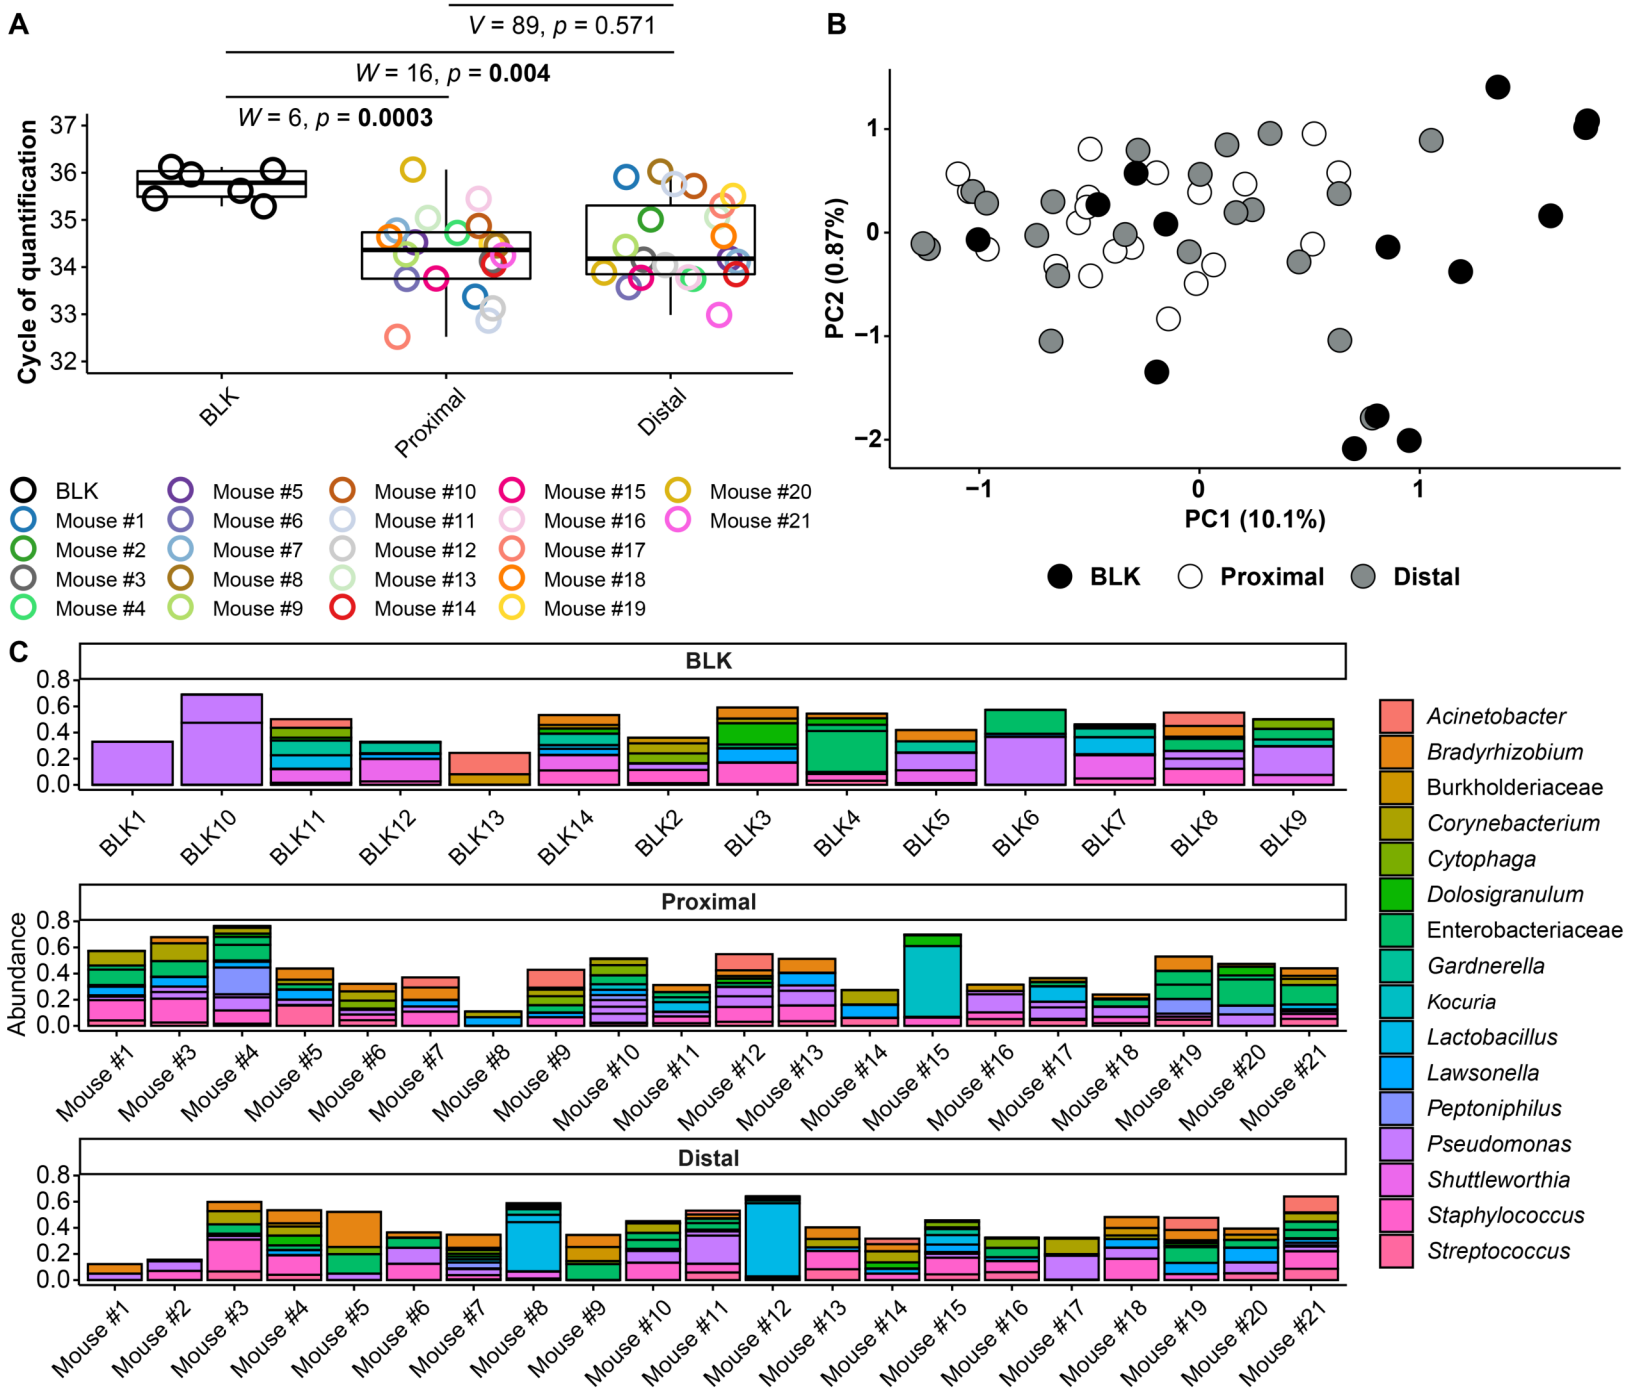 A
V = 89, p = 0.571
W = 16, p = 0.004
W = 6, p = 0.0003
Cycle of quantification
37
36
35
34
33
32
BLK
Proximal
Distal
BLK
Mouse #1
Mouse #2
Mouse #3
Mouse #4
Mouse #5
Mouse #6
Mouse #7
Mouse #8
Mouse #9
Mouse #10
Mouse #11
Mouse #12
Mouse #13
Mouse #14
Mouse #15
Mouse #16
Mouse #17
Mouse #18
Mouse #19
Mouse #20
Mouse #21
B
PC2 (0.87%)
1
0
−1
−2
−1
0
1
PC1 (10.1%)
BLK
Proximal
Distal
C
Abundance
BLK
0.8
0.6
0.4
0.2
0.0
BLK1
BLK10
BLK11
BLK12
BLK13
BLK14
BLK2
BLK3
BLK4
BLK5
BLK6
BLK7
BLK8
BLK9
Proximal
0.8
0.6
0.4
0.2
0.0
Mouse #1
Mouse #3
Mouse #4
Mouse #5
Mouse #6
Mouse #7
Mouse #8
Mouse #9
Mouse #10
Mouse #11
Mouse #12
Mouse #13
Mouse #14
Mouse #15
Mouse #16
Mouse #17
Mouse #18
Mouse #19
Mouse #20
Mouse #21
Distal
0.8
0.6
0.4
0.2
0.0
Mouse #1
Mouse #2
Mouse #3
Mouse #4
Mouse #5
Mouse #6
Mouse #7
Mouse #8
Mouse #9
Mouse #10
Mouse #11
Mouse #12
Mouse #13
Mouse #14
Mouse #15
Mouse #16
Mouse #17
Mouse #18
Mouse #19
Mouse #20
Mouse #21
Acinetobacter
Bradyrhizobium
Burkholderiaceae
Corynebacterium
Cytophaga
Dolosigranulum
Enterobacteriaceae
Gardnerella
Kocuria
Lactobacillus
Lawsonella
Peptoniphilus
Pseudomonas
Shuttleworthia
Staphylococcus
Streptococcus